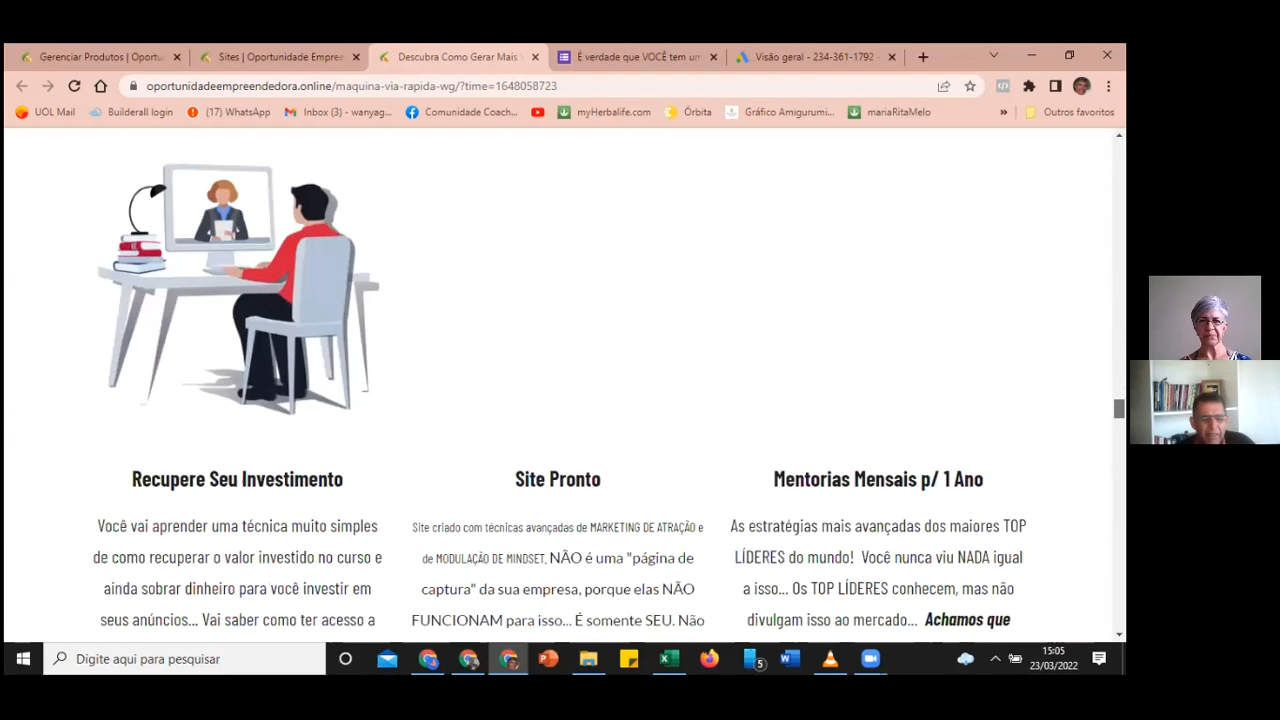 Gerenciar Produtos | Oportu
Sites | Oportunidade Empree
Descubra Como Gerar Mais
É verdade que VOCÊ tem um
Visão geral - 234-361-1792 -
oportunidadeempreendedora.online/maquina-via-rapida-wg/?time=1648058723
UOL Mail
Builderall login
(17) WhatsApp
Inbox (3) - wanyag...
Comunidade Coach...
myHerbalife.com
Órbita
Gráfico Amigurumi...
mariaRitaMelo
»
Outros favoritos
Recupere Seu Investimento
Você vai aprender uma técnica muito simples
de como recuperar o valor investido no curso e
ainda sobrar dinheiro para você investir em
seus anúncios... Vai saber como ter acesso a
Site Pronto
Site criado com técnicas avançadas de MARKETING DE ATRAÇÃO e
de MODULAÇÃO DE MINDSET, NÃO é uma "página de
captura" da sua empresa, porque elas NÃO
FUNCIONAM para isso... É somente SEU. Não
Mentorias Mensais p/ 1 Ano
As estratégias mais avançadas dos maiores TOP
LÍDERES do mundo! Você nunca viu NADA igual
a isso... Os TOP LÍDERES conhecem, mas não
divulgam isso ao mercado... Achamos que
Digite aqui para pesquisar
5
15:05
23/03/2022